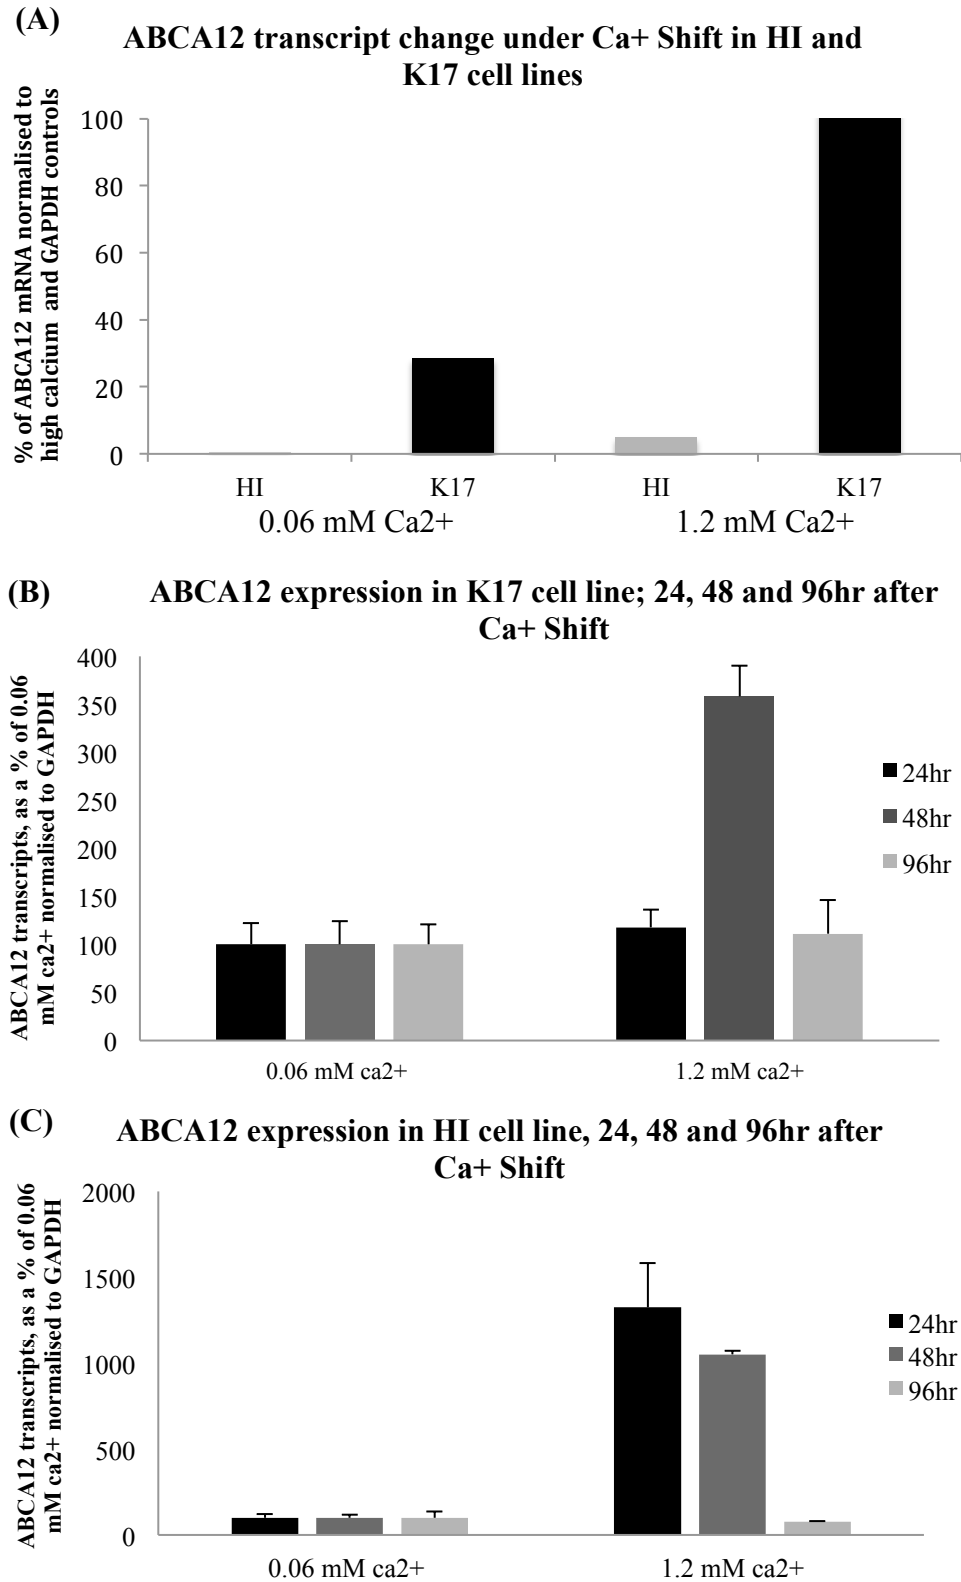 (A)
ABCA12 transcript change under Ca+ Shift in HI and
K17 cell lines
% of ABCA12 mRNA normalised to
high calcium and GAPDH controls
100
80
60
40
20
0
HI
K17
HI
K17
0.06 mM Ca2+
1.2 mM Ca2+
(B)
ABCA12 expression in K17 cell line; 24, 48 and 96hr after
Ca+ Shift
ABCA12 transcripts, as a % of 0.06
mM ca2+ normalised to GAPDH
400
350
300
250
200
150
100
50
0
24hr
48hr
96hr
0.06 mM ca2+
1.2 mM ca2+
(C)
ABCA12 expression in HI cell line, 24, 48 and 96hr after
Ca+ Shift
ABCA12 transcripts, as a % of 0.06
mM ca2+ normalised to GAPDH
2000
1500
1000
500
0
24hr
48hr
96hr
0.06 mM ca2+
1.2 mM ca2+